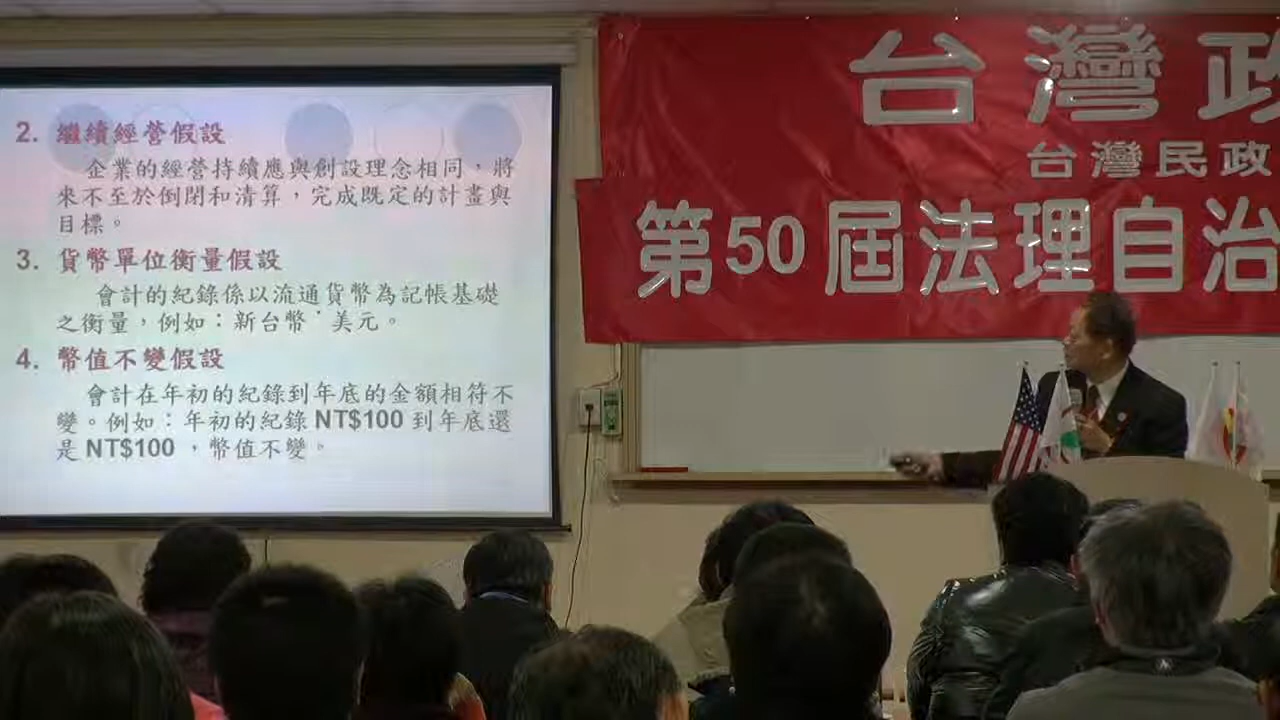 2. 繼續經營假設
企業的經營持續應與創設理念相同，將
來不至於倒閉和清算，完成既定的計畫與
目標。
3. 貨幣單位衡量假設
會計的紀錄係以流通貨幣為記帳基礎
之衡量，例如：新台幣、美元。
4. 幣值不變假設
會計在年初的紀錄到年底的金額相符不
變。例如：年初的紀錄 NT$100 到年底還
是 NT$100 ，幣值不變。
台灣政
台灣民政
第50屆法理自治